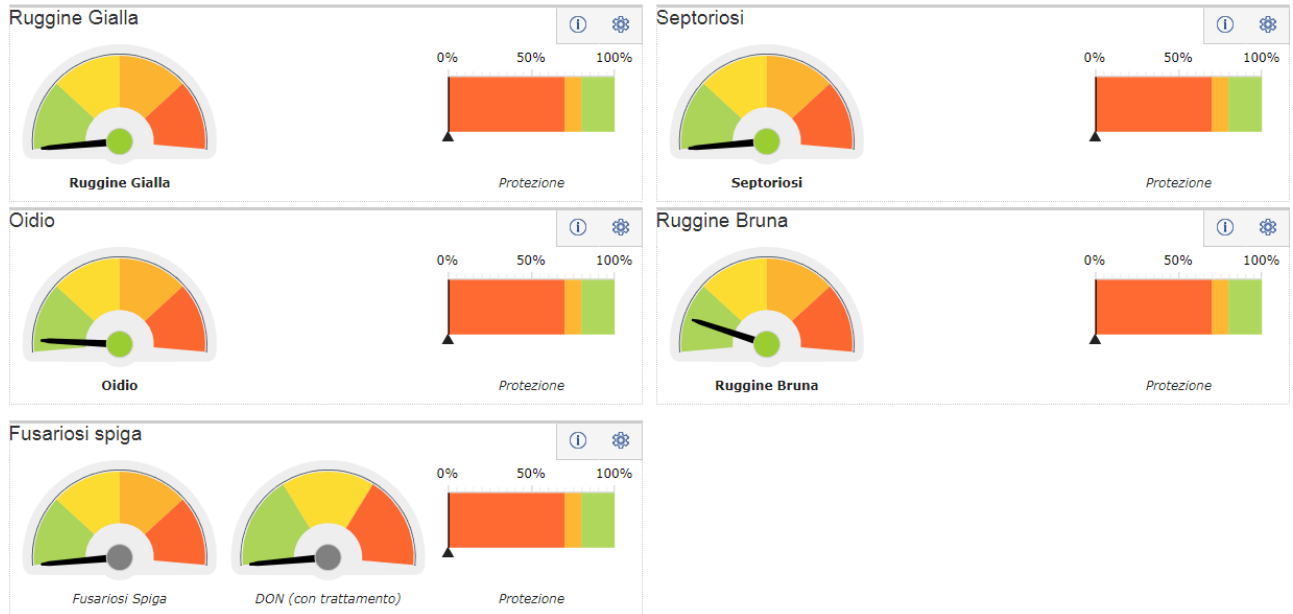 Ruggine Gialla
0% 50% 100%
Ruggine Gialla
Protezione
Septoriosi
0% 50% 100%
Septoriosi
Protezione
Oidio
0% 50% 100%
Oidio
Protezione
Ruggine Bruna
0% 50% 100%
Ruggine Bruna
Protezione
Fusariosi spiga
0% 50% 100%
Fusariosi Spiga
DON (con trattamento)
Protezione